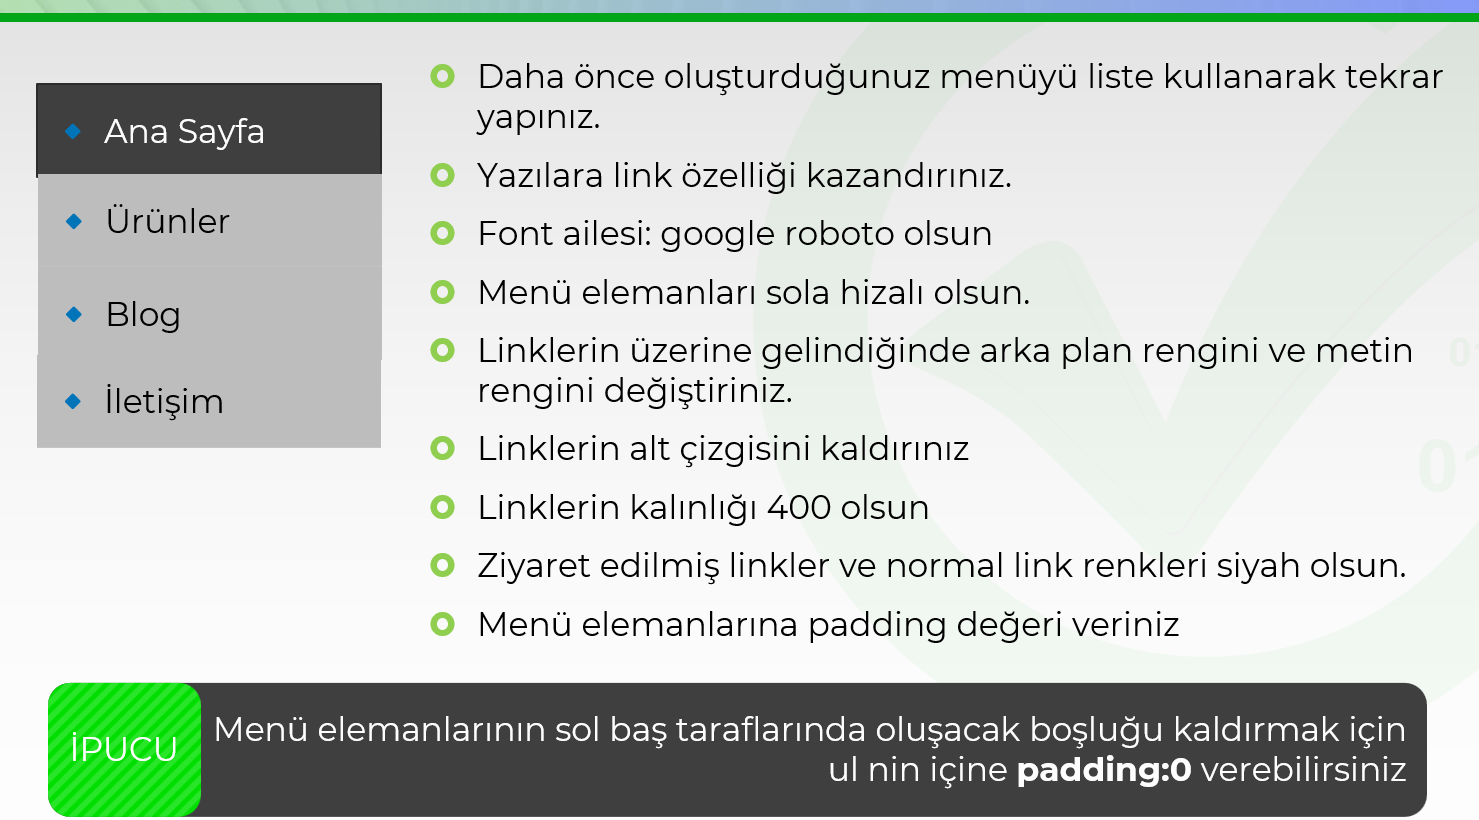 Ana Sayfa
Ürünler
Blog
İletişim
Daha önce oluşturduğunuz menüyü liste kullanarak tekrar
yapınız.
Yazılara link özelliği kazandırınız.
Font ailesi: google roboto olsun
Menü elemanları sola hizalı olsun.
Linklerin üzerine gelindiğinde arka plan rengini ve metin
rengini değiştiriniz.
Linklerin alt çizgisini kaldırınız
Linklerin kalınlığı 400 olsun
Ziyaret edilmiş linkler ve normal link renkleri siyah olsun.
Menü elemanlarına padding değeri veriniz
İPUCU
Menü elemanlarının sol baş taraflarında oluşacak boşluğu kaldırmak için
ul nin içine padding:0 verebilirsiniz